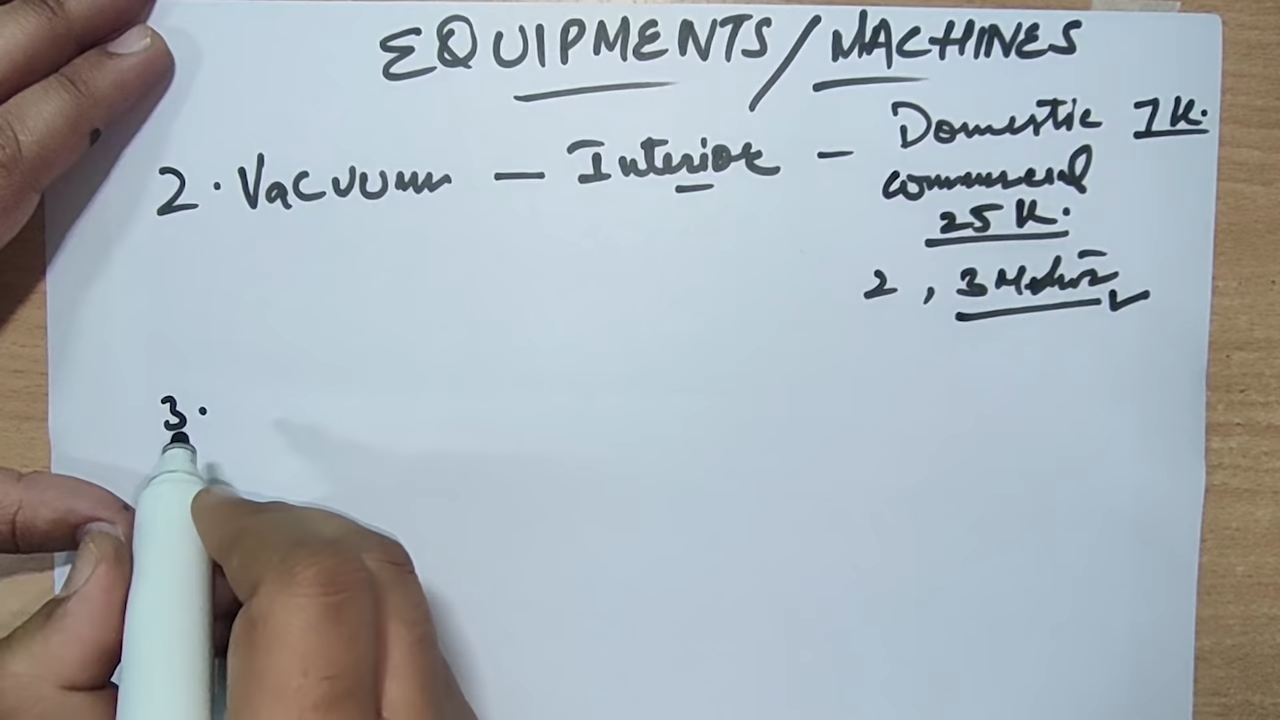 EQUIPMENTS/MACHINES
2. Vacuum — Interior — Domestic 7K.
commercial
25 K.
2, 3 Motor
3.